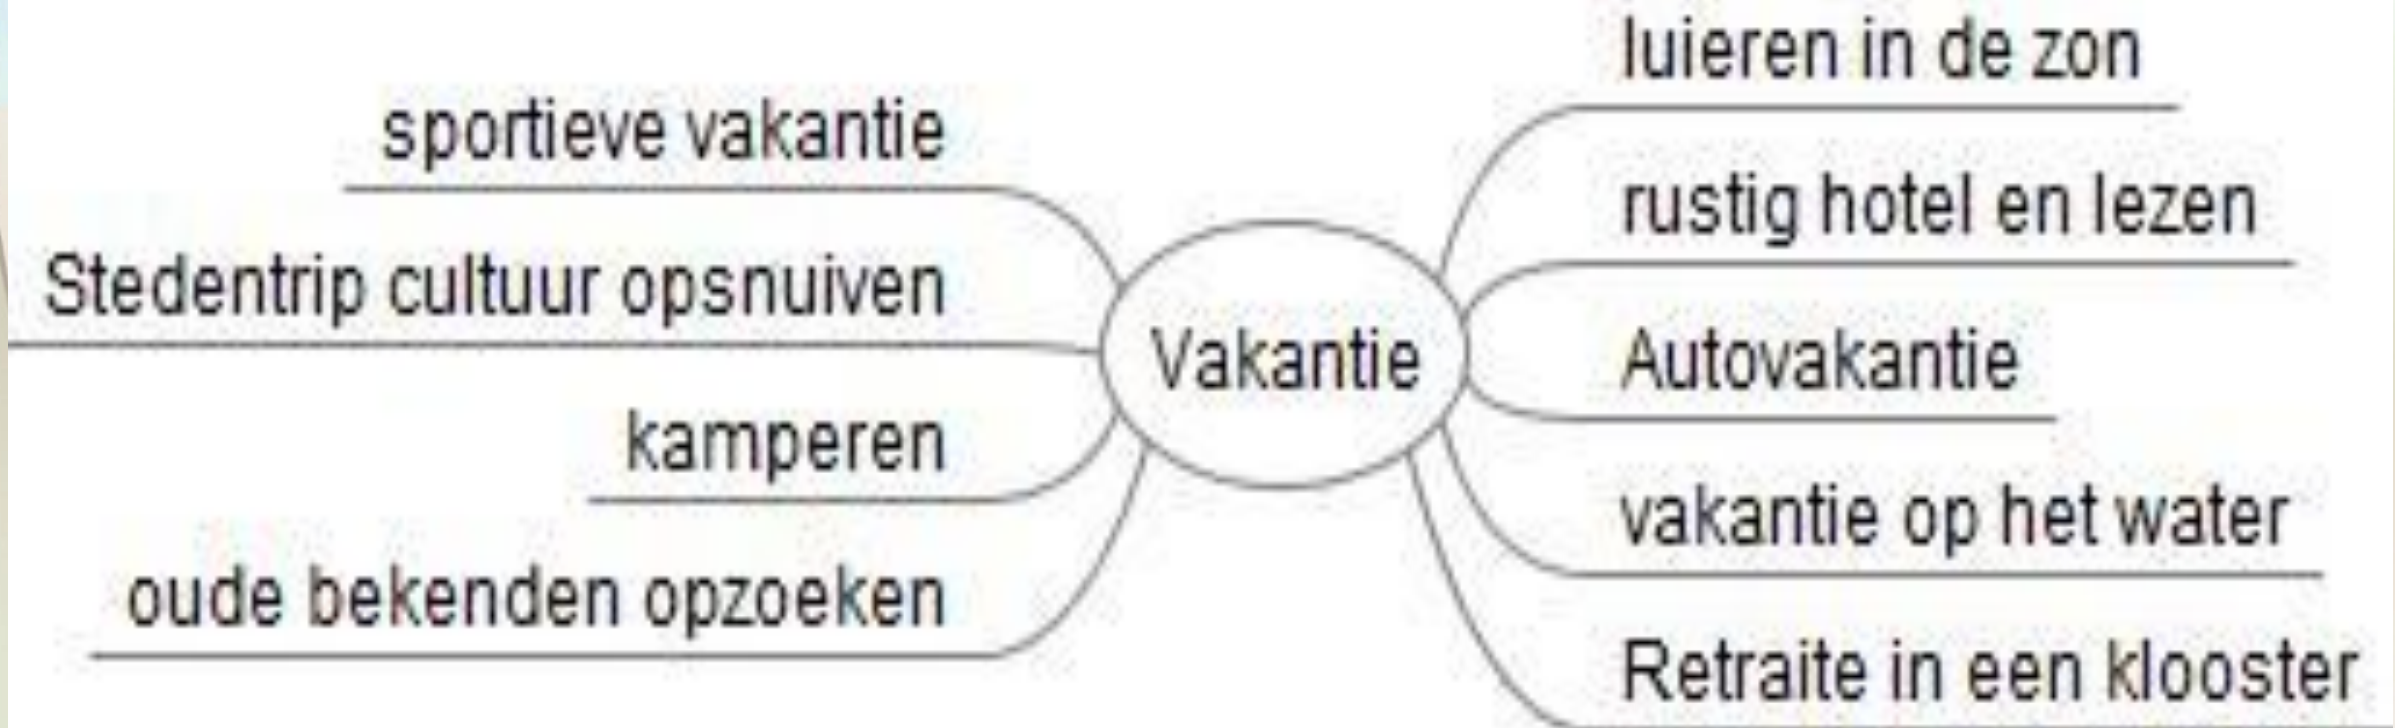 sportieve vakantie
Stedentrip cultuur opsnuiven
kamperen
oude bekenden opzoeken
Vakantie
luieren in de zon
rustig hotel en lezen
Autovakantie
vakantie op het water
Retraite in een klooster